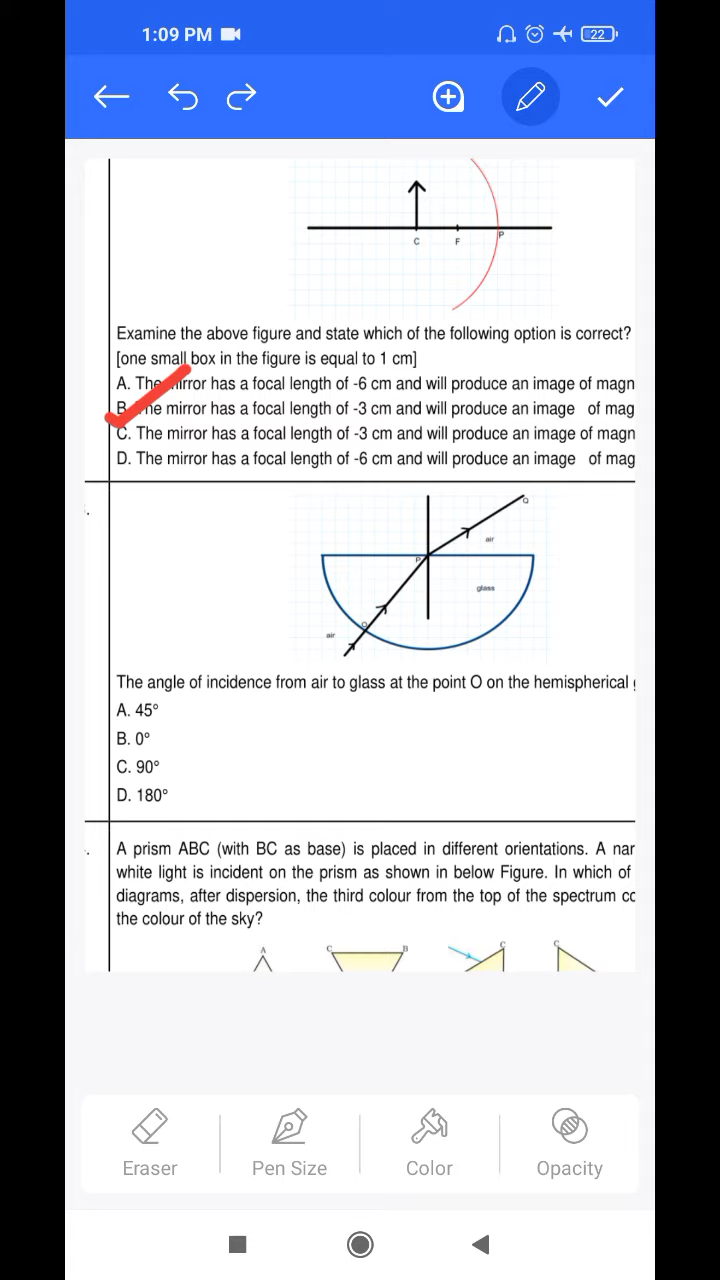 1:09 PM
22
C
F
P
Examine the above figure and state which of the following option is correct?
[one small box in the figure is equal to 1 cm]
A. The mirror has a focal length of -6 cm and will produce an image of magn
B. The mirror has a focal length of -3 cm and will produce an image of mag
C. The mirror has a focal length of -3 cm and will produce an image of magn
D. The mirror has a focal length of -6 cm and will produce an image of mag
Q
air
P
glass
O
air
The angle of incidence from air to glass at the point O on the hemispherical
A. 45°
B. 0°
C. 90°
D. 180°
A prism ABC (with BC as base) is placed in different orientations. A nar
white light is incident on the prism as shown in below Figure. In which of
diagrams, after dispersion, the third colour from the top of the spectrum co
the colour of the sky?
A
C
B
C
C
Eraser
Pen Size
Color
Opacity